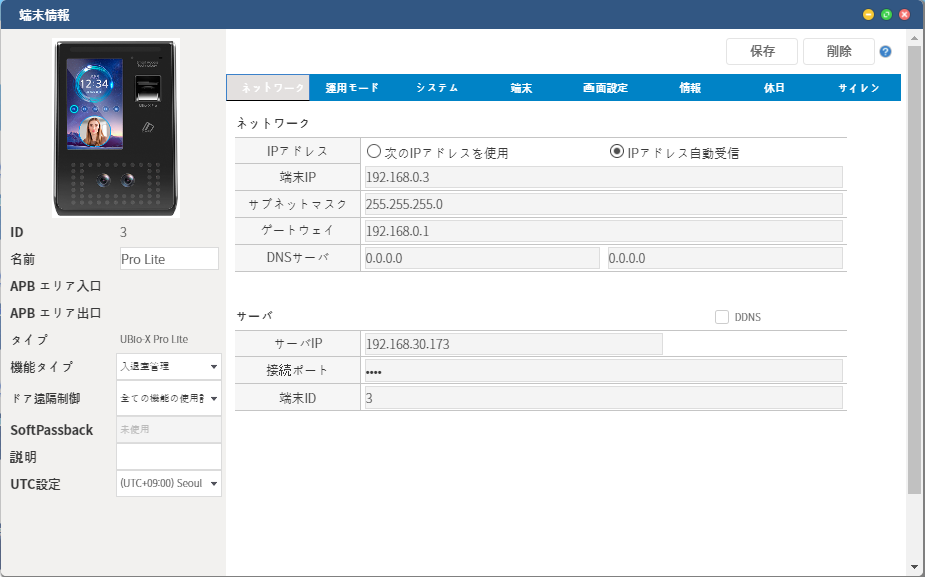 端末情報
保存 削除 ?
ネットワーク 運用モード システム 端末 画面設定 情報 休日 サイレン
12:34
UBio-X Pro
ID 3
名前 Pro Lite
APB エリア入口
APB エリア出口
タイプ UBio-X Pro Lite
機能タイプ 入退室管理
ドア遠隔制御 全ての機能の使用
SoftPassback 未使用
説明
UTC設定 (UTC+09:00) Seoul
ネットワーク
IPアドレス 次のIPアドレスを使用 IPアドレス自動受信
端末IP 192.168.0.3
サブネットマスク 255.255.255.0
ゲートウェイ 192.168.0.1
DNSサーバ 0.0.0.0 0.0.0.0
サーバ DDNS
サーバIP 192.168.30.173
接続ポート ••••
端末ID 3